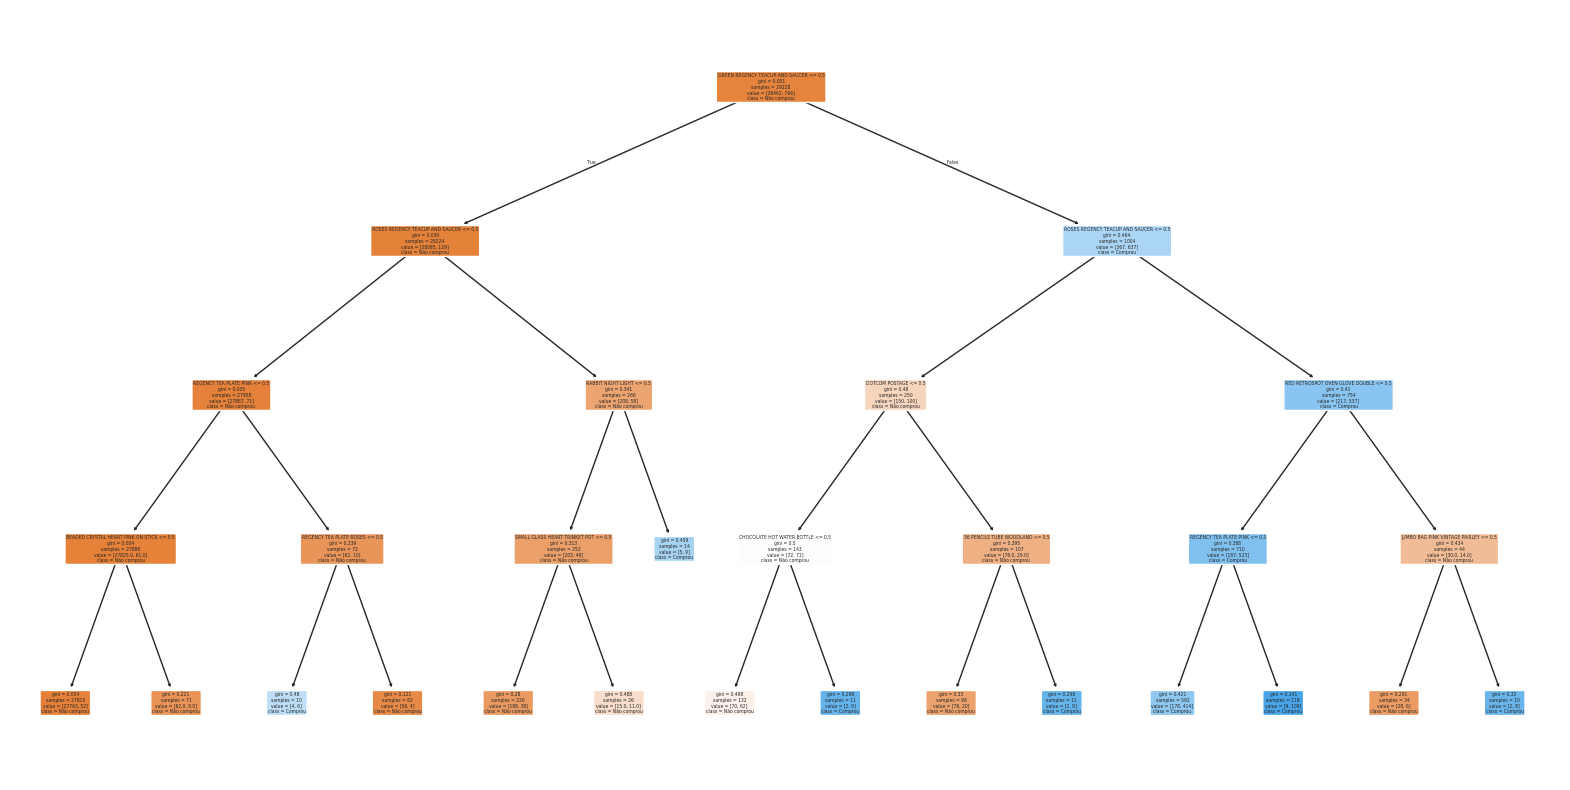 GREEN REGENCY TEACUP AND SAUCER <= 0.5
gini = 0.051
samples = 29228
value = [28462, 766]
class = Não comprou
True
False
ROSES REGENCY TEACUP AND SAUCER <= 0.5
gini = 0.009
samples = 28224
value = [28095, 129]
class = Não comprou
ROSES REGENCY TEACUP AND SAUCER <= 0.5
gini = 0.464
samples = 1004
value = [367, 637]
class = Comprou
REGENCY TEA PLATE PINK <= 0.5
gini = 0.005
samples = 27958
value = [27887, 71]
class = Não comprou
RABBIT NIGHT LIGHT <= 0.5
gini = 0.341
samples = 266
value = [208, 58]
class = Não comprou
DOTCOM POSTAGE <= 0.5
gini = 0.48
samples = 250
value = [150, 100]
class = Não comprou
RED RETROSPOT OVEN GLOVE DOUBLE <= 0.5
gini = 0.41
samples = 754
value = [217, 537]
class = Comprou
BEADED CRYSTAL HEART PINK ON STICK <= 0.5
gini = 0.004
samples = 27886
value = [27825.0, 61.0]
class = Não comprou
REGENCY TEA PLATE ROSES <= 0.5
gini = 0.239
samples = 72
value = [62, 10]
class = Não comprou
SMALL GLASS HEART TRINKET POT <= 0.5
gini = 0.313
samples = 252
value = [203, 49]
class = Não comprou
gini = 0.459
samples = 14
value = [5, 9]
class = Comprou
CHOCOLATE HOT WATER BOTTLE <= 0.5
gini = 0.5
samples = 143
value = [72, 71]
class = Não comprou
36 PENCILS TUBE WOODLAND <= 0.5
gini = 0.395
samples = 107
value = [78.0, 29.0]
class = Não comprou
REGENCY TEA PLATE PINK <= 0.5
gini = 0.388
samples = 710
value = [187, 523]
class = Comprou
JUMBO BAG PINK VINTAGE PAISLEY <= 0.5
gini = 0.434
samples = 44
value = [30.0, 14.0]
class = Não comprou
gini = 0.004
samples = 27815
value = [27763, 52]
class = Não comprou
gini = 0.221
samples = 71
value = [62.0, 9.0]
class = Não comprou
gini = 0.48
samples = 10
value = [4, 6]
class = Comprou
gini = 0.121
samples = 62
value = [58, 4]
class = Não comprou
gini = 0.28
samples = 226
value = [188, 38]
class = Não comprou
gini = 0.488
samples = 26
value = [15.0, 11.0]
class = Não comprou
gini = 0.498
samples = 132
value = [70, 62]
class = Não comprou
gini = 0.298
samples = 11
value = [2, 9]
class = Comprou
gini = 0.33
samples = 96
value = [76, 20]
class = Não comprou
gini = 0.298
samples = 11
value = [2, 9]
class = Comprou
gini = 0.421
samples = 592
value = [178, 414]
class = Comprou
gini = 0.141
samples = 118
value = [9, 109]
class = Comprou
gini = 0.291
samples = 34
value = [28, 6]
class = Não comprou
gini = 0.32
samples = 10
value = [2, 8]
class = Comprou